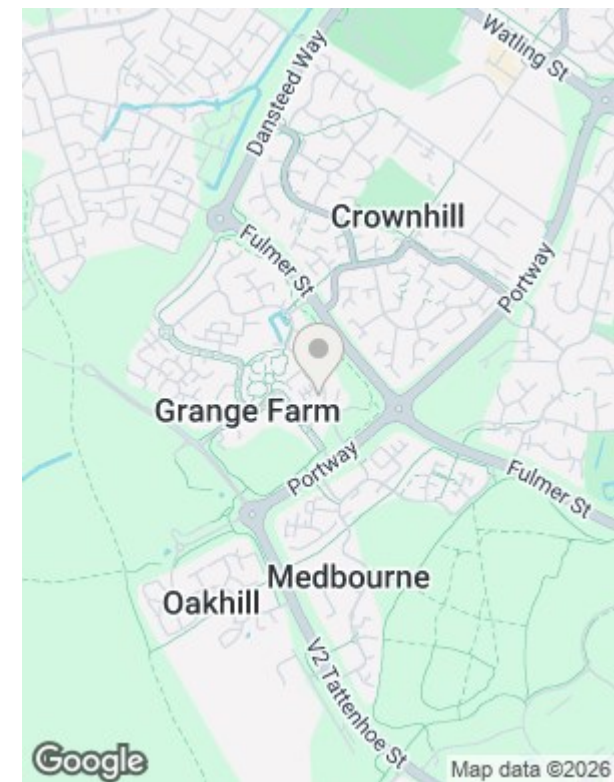 Watling St
Dansteed Way
Crownhill
Fulmer St
Portway
Grange Farm
Portway
Fulmer St
Medbourne
Oakhill
V2 Tattenhoe St
Google
Map data ©2026